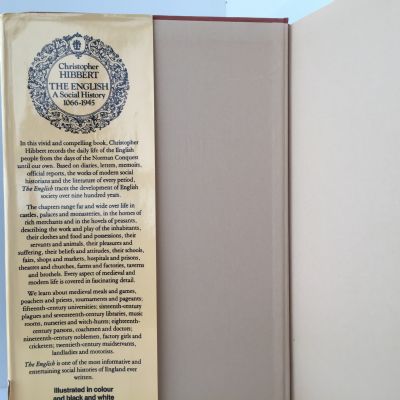 Christopher
HIBBERT
THE ENGLISH
A Social History
1066-1945
In this vivid and compelling book, Christopher
Hibbert records the daily life of the English
people from the days of the Norman Conquest
until our own. Based on diaries, letters, memoirs,
official reports, the works of modern social
historians and the literature of every period,
The English traces the development of English
society over nine hundred years.
The chapters range far and wide over life in
castles, palaces and monasteries, in the homes of
rich merchants and in the hovels of peasants,
describing the work and play of the inhabitants,
their clothes and food and possessions, their
servants and animals, their pleasures and
suffering, their beliefs and attitudes, their schools,
fairs, shops and markets, hospitals and prisons,
theatres and churches, farms and factories, taverns
and brothels. Every aspect of medieval and
modern life is covered in fascinating detail.
We learn about medieval meals and games,
poachers and priests, tournaments and pageants;
fifteenth-century universities; sixteenth-century
plagues and seventeenth-century libraries, music
rooms, nurseries and witch-hunts; eighteenth-
century parsons, coachmen and doctors;
nineteenth-century noblemen, factory girls and
cricketers; twentieth-century maidservants,
landladies and motorists.
The English is one of the most informative and
entertaining social histories of England ever
written.
Illustrated in colour
and black and white